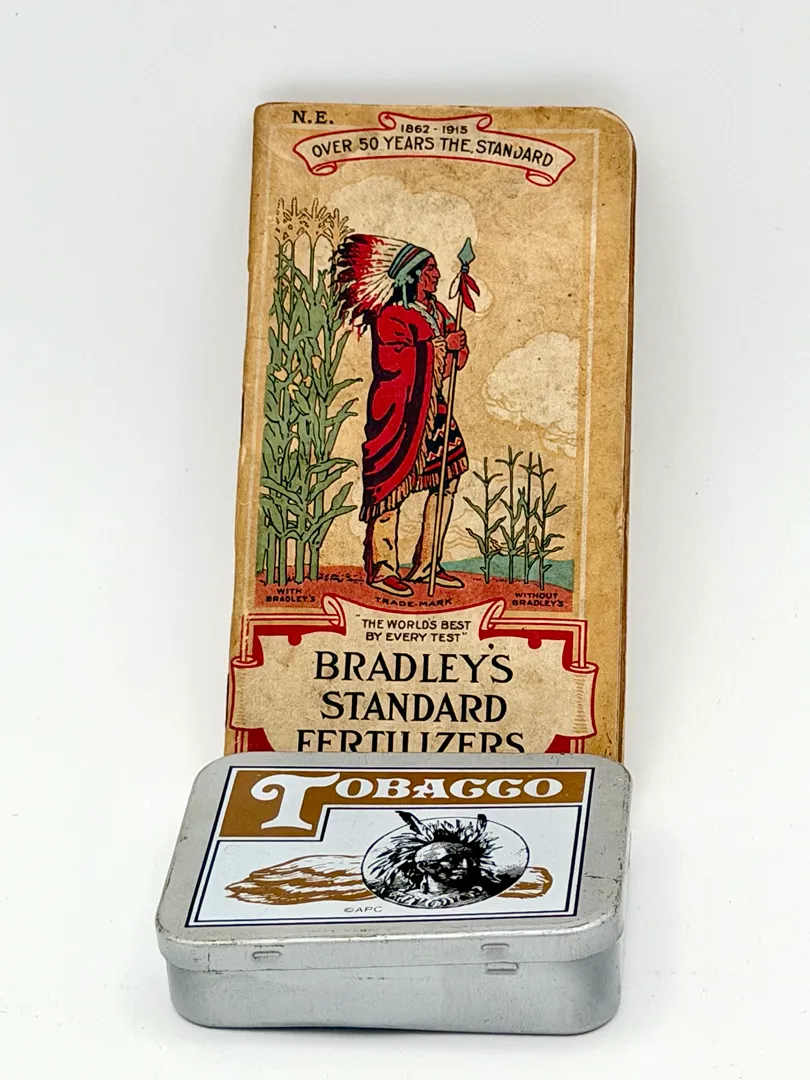 N.E.
1862 - 1915
OVER 50 YEARS THE STANDARD
WITH
BRADLEY'S
TRADE-MARK
WITHOUT
BRADLEY'S
"THE WORLD'S BEST
BY EVERY TEST"
BRADLEY'S
STANDARD
FERTILIZERS
TOBACCO
©APC